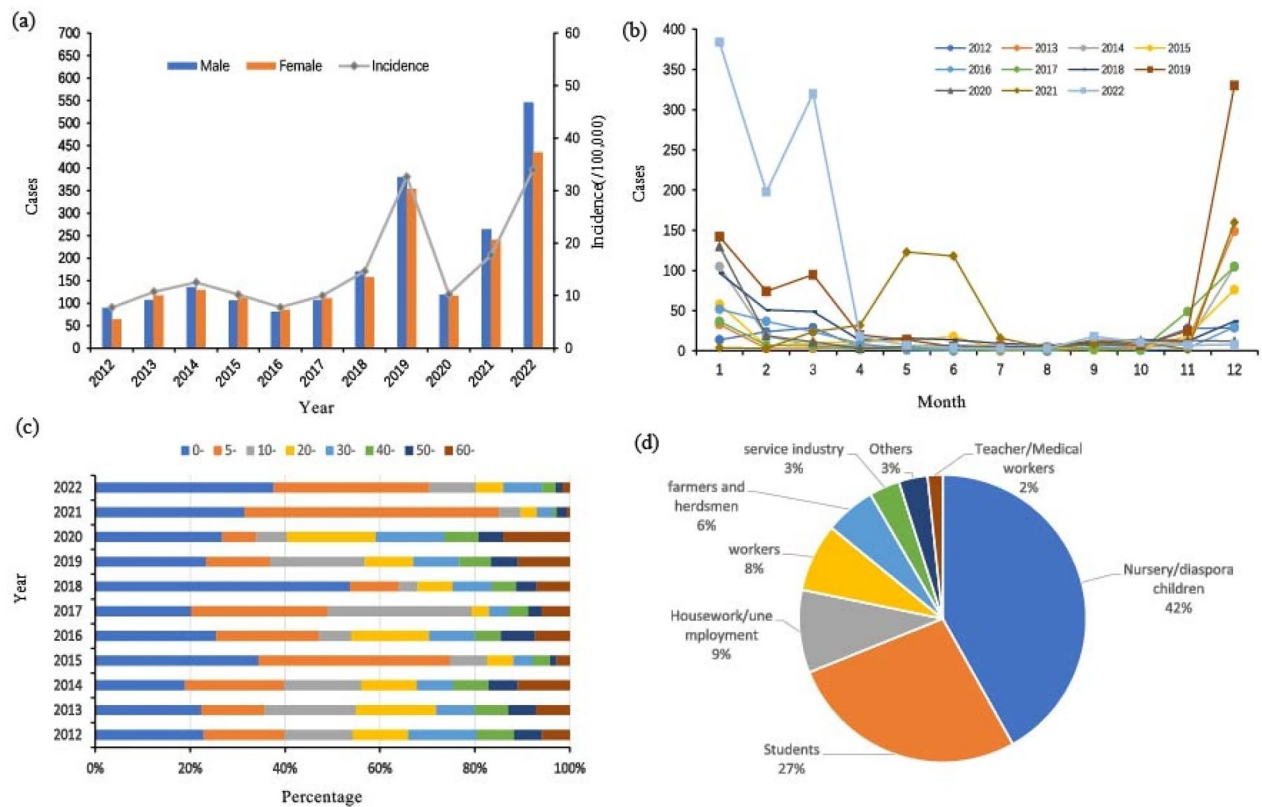 (a)
700
650
600
550
500
450
400
350
300
250
200
150
100
50
0
Cases
60
50
40
30
20
10
0
Incidence(/100,000)
Male Female Incidence
2012 2013 2014 2015 2016 2017 2018 2019 2020 2021 2022
Year
(b)
400
350
300
250
200
150
100
50
0
Cases
2012 2013 2014 2015
2016 2017 2018 2019
2020 2021 2022
1 2 3 4 5 6 7 8 9 10 11 12
Month
(c)
0- 5- 10- 20- 30- 40- 50- 60-
2022
2021
2020
2019
2018
2017
2016
2015
2014
2013
2012
Year
0% 20% 40% 60% 80% 100%
Percentage
(d)
service industry
3%
Others
3%
Teacher/Medical
workers
2%
farmers and
herdsmen
6%
workers
8%
Housework/une
mployment
9%
Students
27%
Nursery/diaspora
children
42%